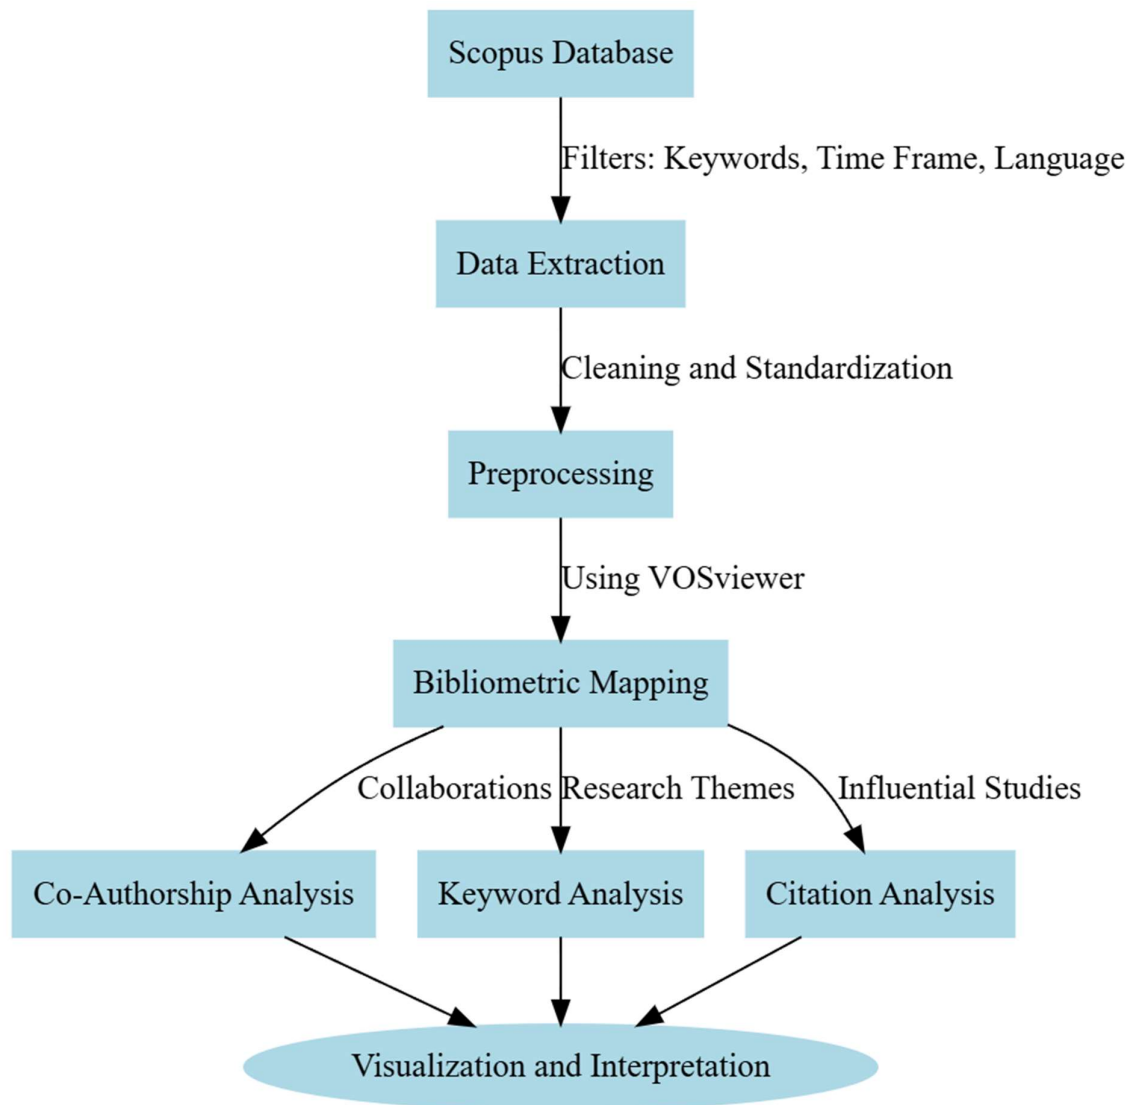 Scopus Database
Filters: Keywords, Time Frame, Language
Data Extraction
Cleaning and Standardization
Preprocessing
Using VOSviewer
Bibliometric Mapping
Collaborations
Research Themes
Influential Studies
Co-Authorship Analysis
Keyword Analysis
Citation Analysis
Visualization and Interpretation